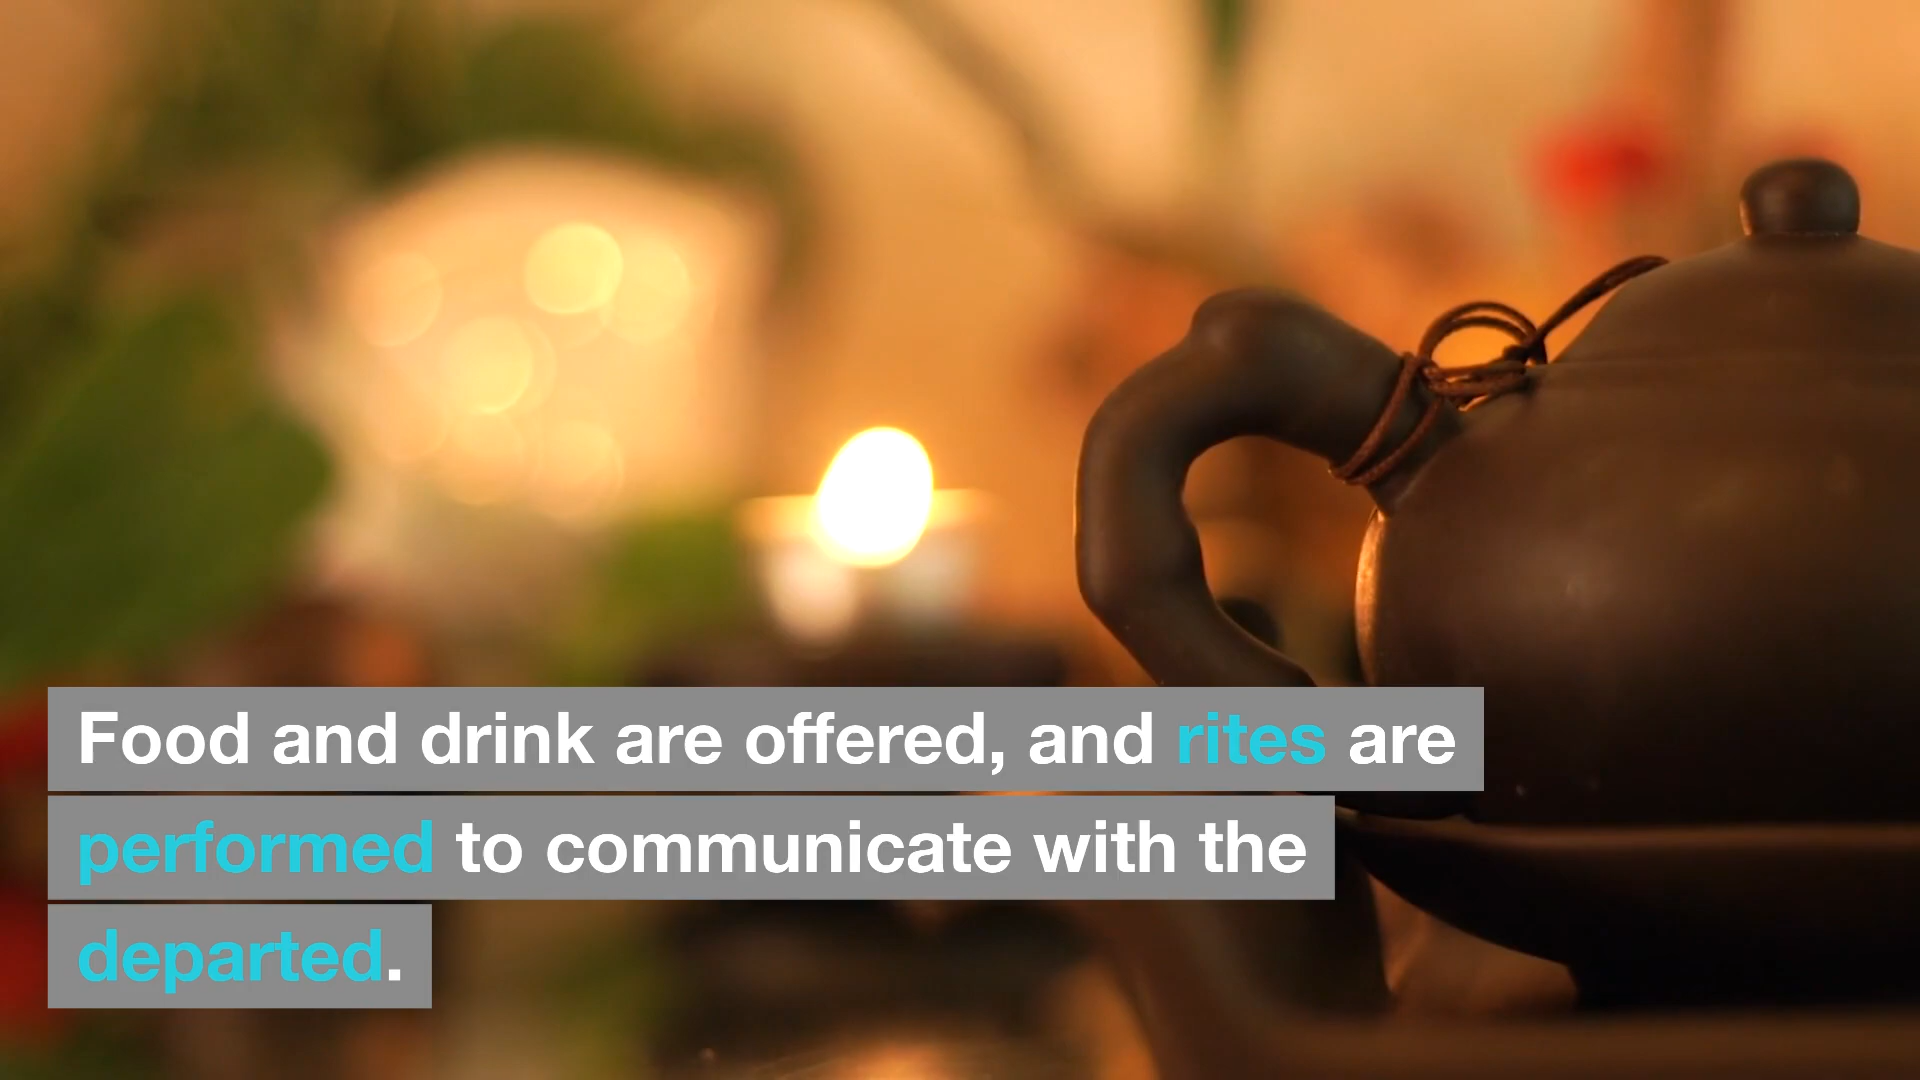 Food and drink are offered, and rites are
performed to communicate with the
departed.